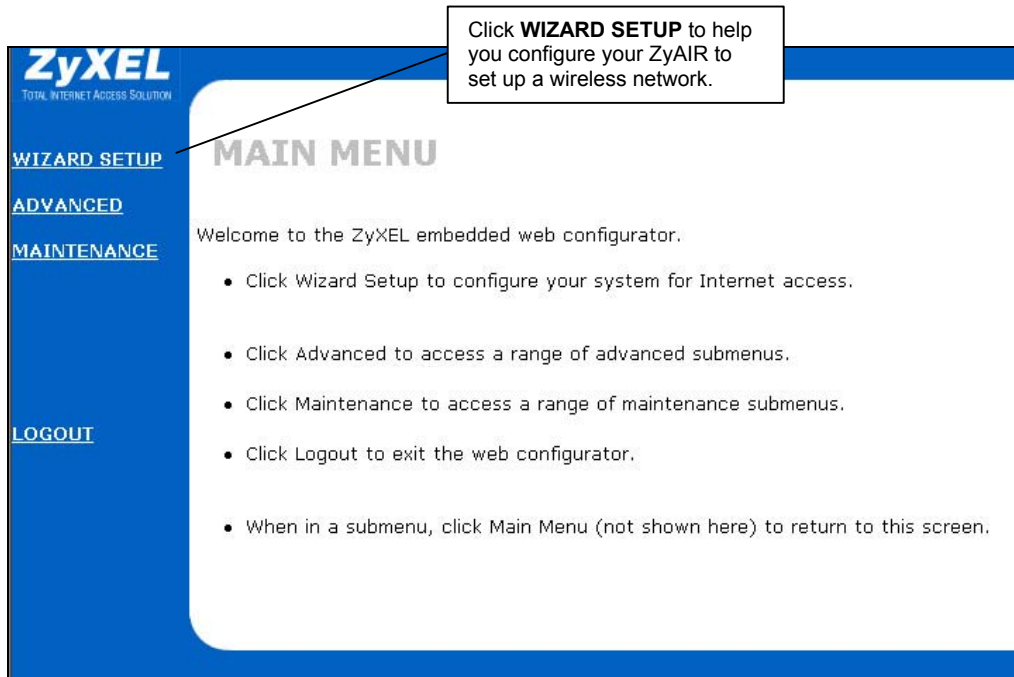 Click WIZARD SETUP to help
you configure your ZyAIR to
set up a wireless network.
ZyXEL
TOTAL INTERNET ACCESS SOLUTION
WIZARD SETUP
ADVANCED
MAINTENANCE
LOGOUT
MAIN MENU
Welcome to the ZyXEL embedded web configurator.
• Click Wizard Setup to configure your system for Internet access.
• Click Advanced to access a range of advanced submenus.
• Click Maintenance to access a range of maintenance submenus.
• Click Logout to exit the web configurator.
• When in a submenu, click Main Menu (not shown here) to return to this screen.